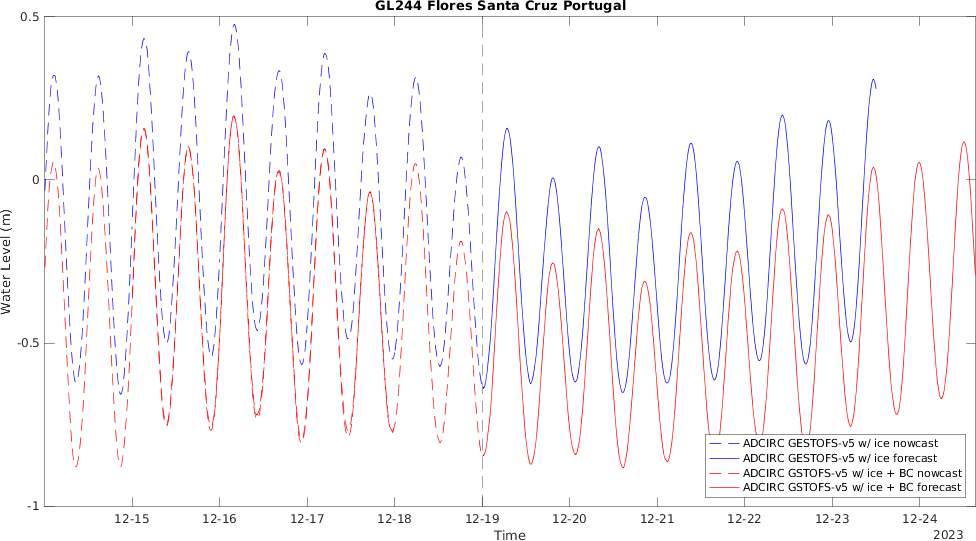 GL244 Flores Santa Cruz Portugal
0.5
0
-0.5
-1
Water Level (m)
12-15
12-16
12-17
12-18
12-19
12-20
12-21
12-22
12-23
12-24
Time
2023
ADCIRC GESTOFS-v5 w/ ice nowcast
ADCIRC GESTOFS-v5 w/ ice forecast
ADCIRC GSTOFS-v5 w/ ice + BC nowcast
ADCIRC GSTOFS-v5 w/ ice + BC forecast